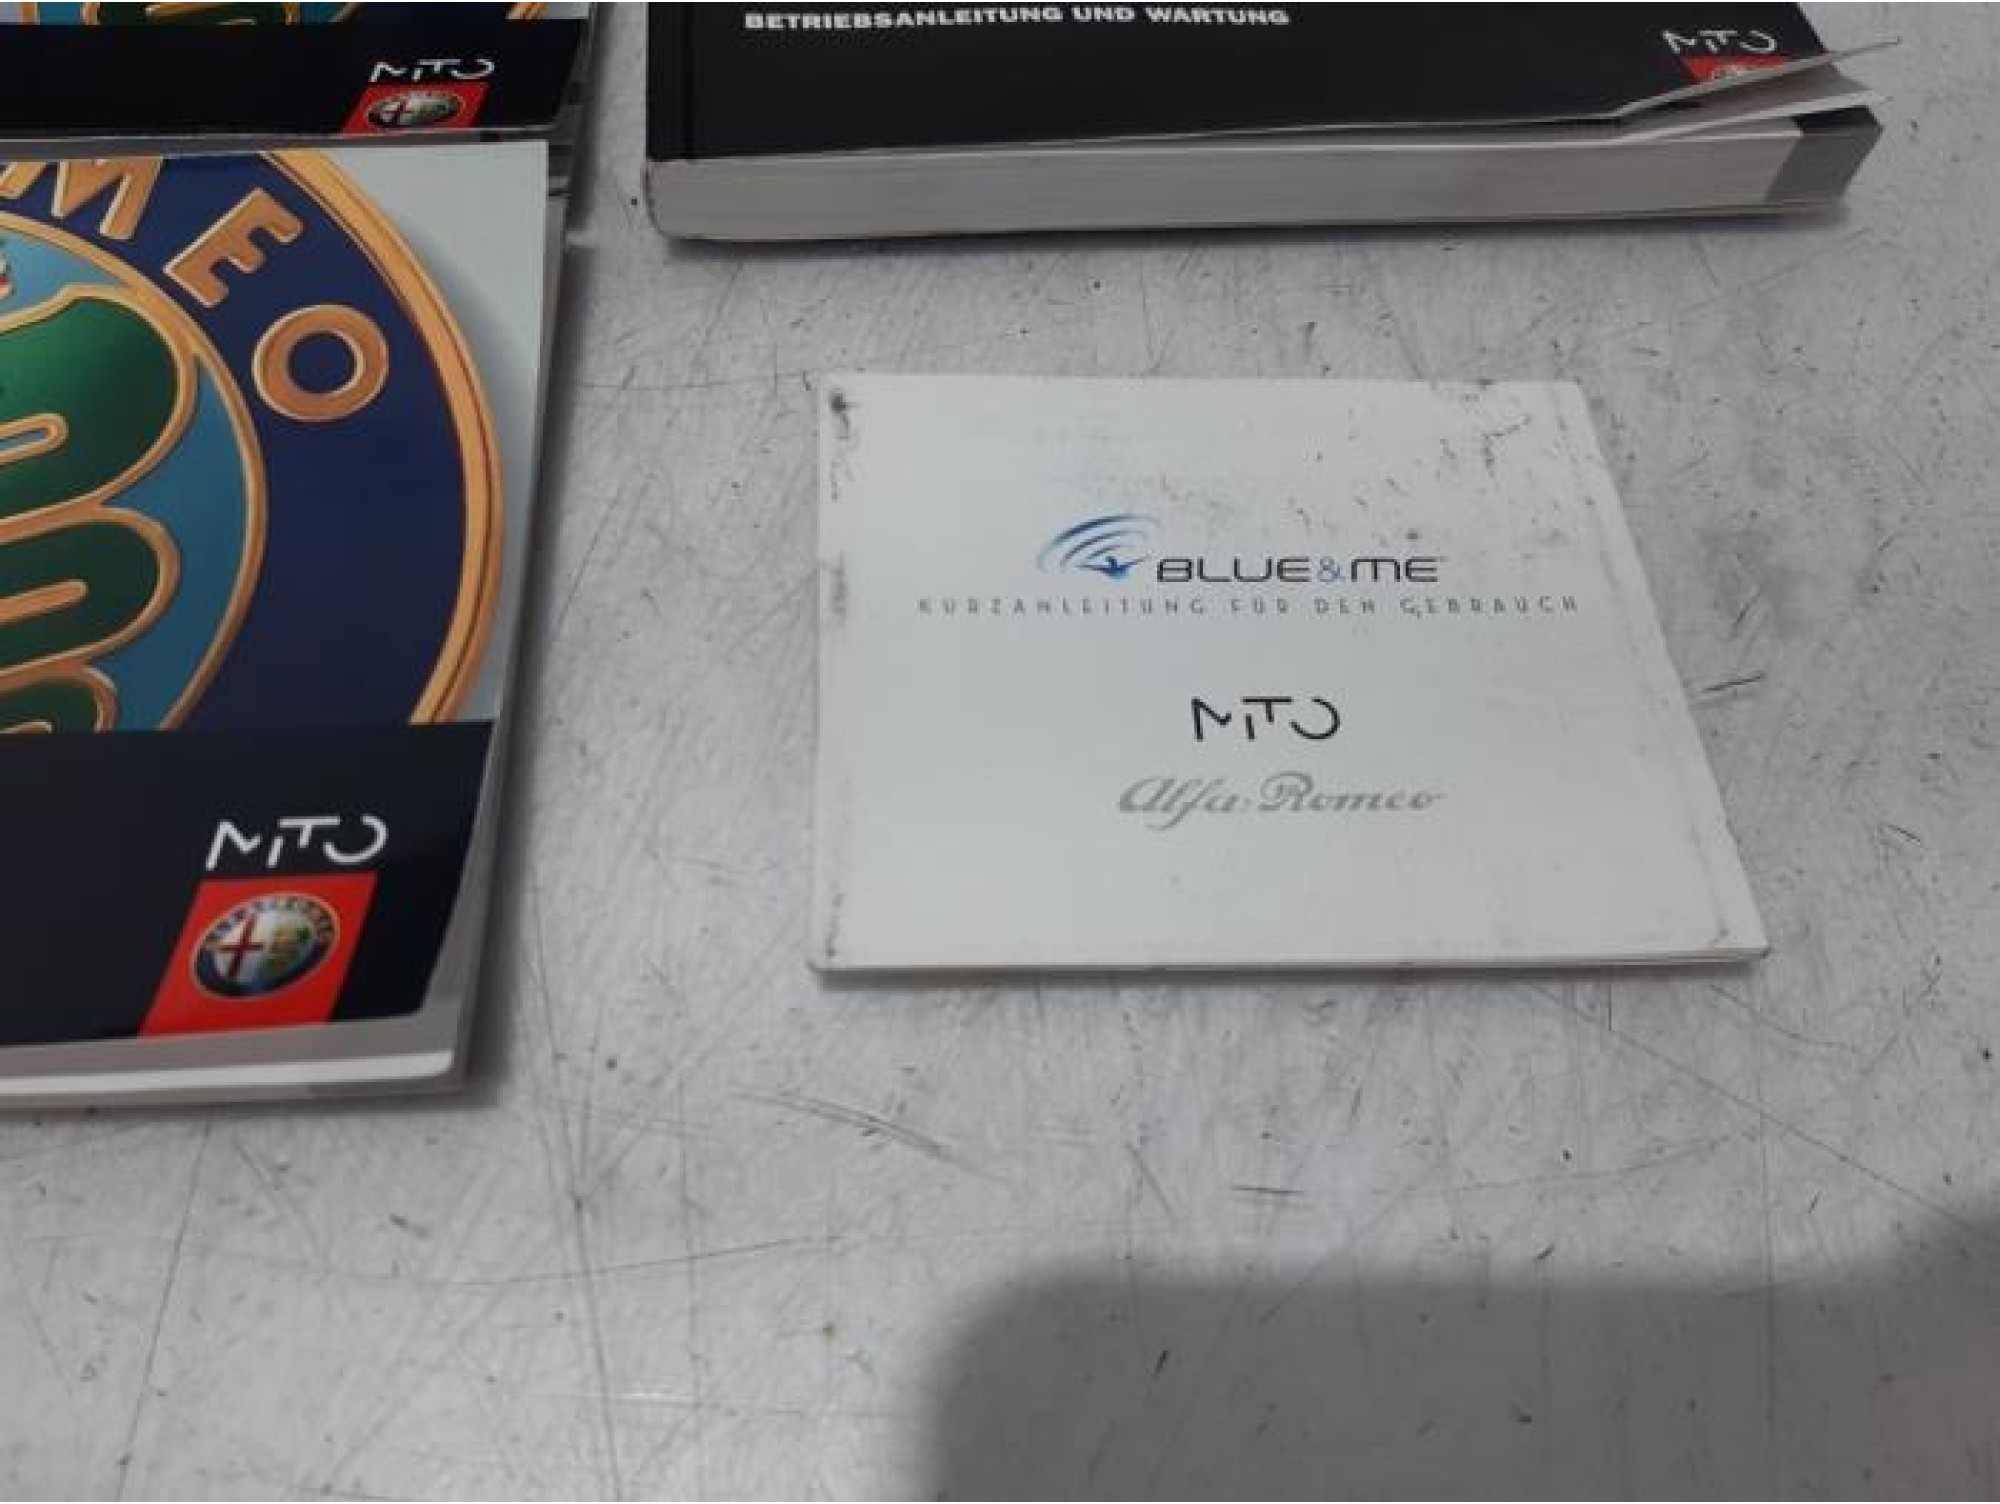 BETRIEBSANLEITUNG UND WARTUNG
MiTO
MiTO
MEO
MiTO
BLUE&ME
KURZANLEITUNG FÜR DEN GEBRAUCH
MiTO
Alfa Romeo